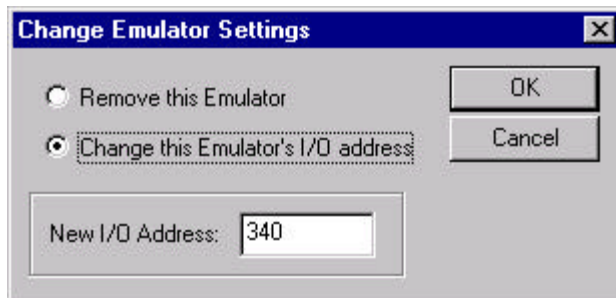 Change Emulator Settings
Remove this Emulator
OK
Change this Emulator's I/O address
Cancel
New I/O Address: 340